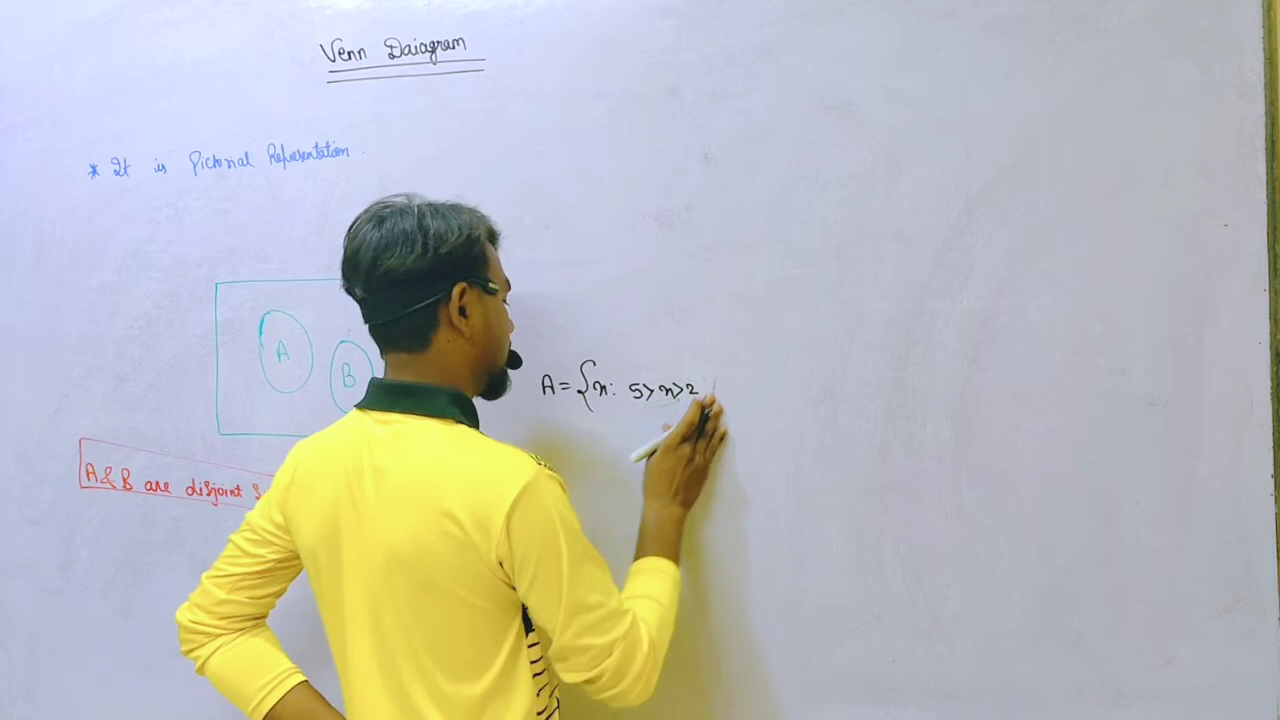 Venn Daiagram
* It is Pictorial Representation.
A
B
A = { x: 5>x>2
A&B are disjoint S